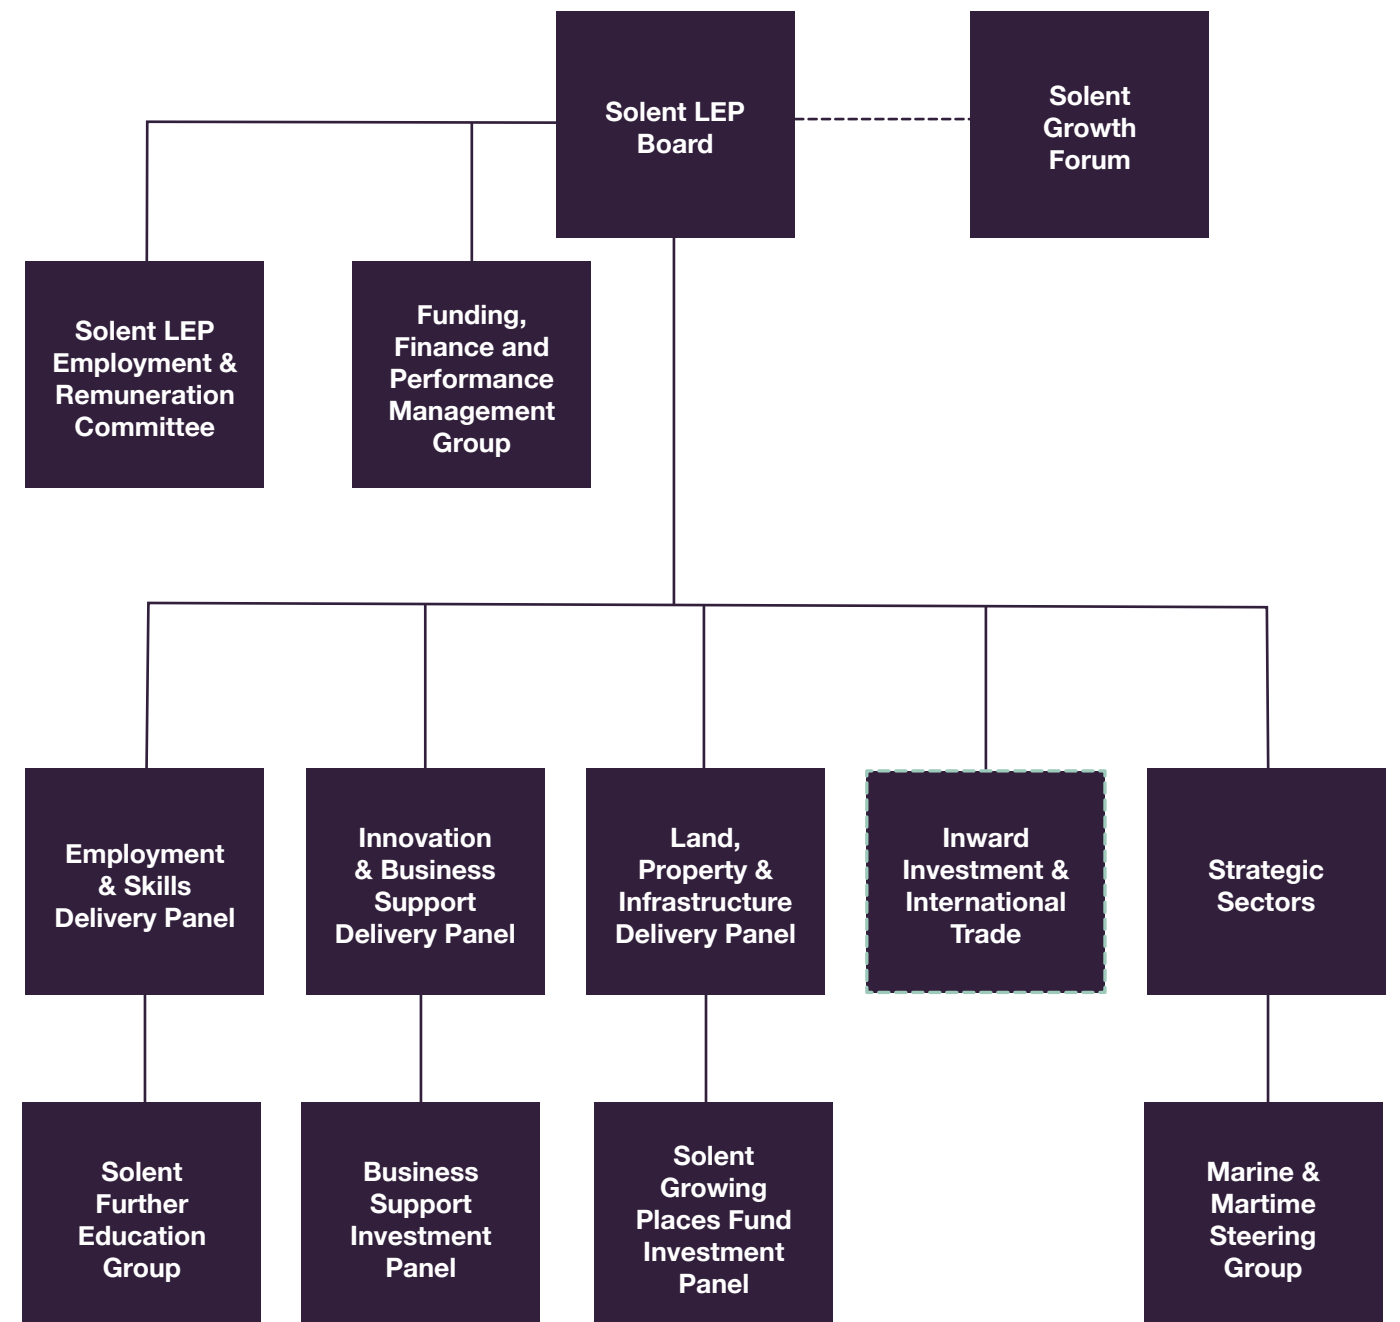 Solent LEP
Board
Solent
Growth
Forum
Solent LEP
Employment &
Remuneration
Committee
Funding,
Finance and
Performance
Management
Group
Employment
& Skills
Delivery Panel
Innovation
& Business
Support
Delivery Panel
Land,
Property &
Infrastructure
Delivery Panel
Inward
Investment &
International
Trade
Strategic
Sectors
Solent
Further
Education
Group
Business
Support
Investment
Panel
Solent
Growing
Places Fund
Investment
Panel
Marine &
Martime
Steering
Group